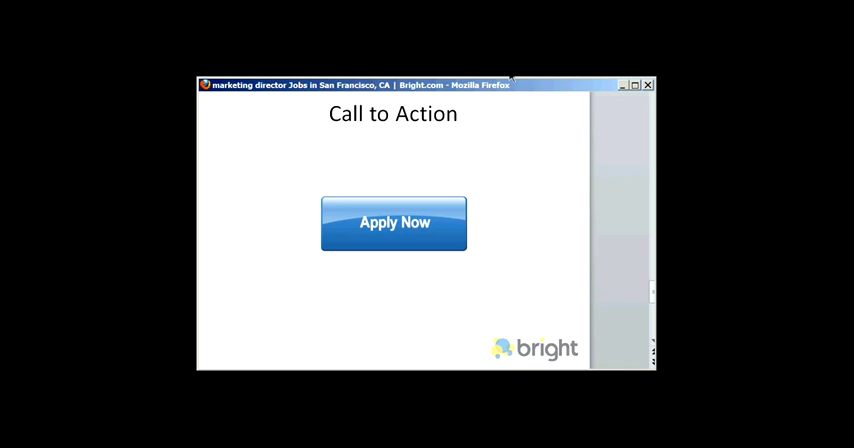 marketing director Jobs in San Francisco, CA | Bright.com - Mozilla Firefox
Call to Action
Apply Now
bright